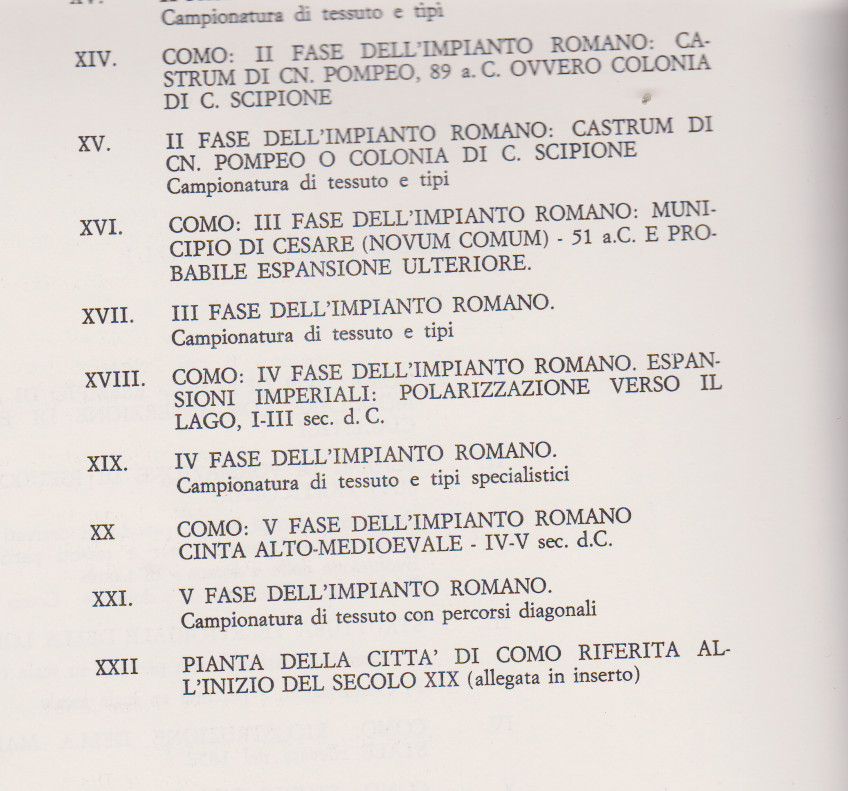 Campionatura di tessuto e tipi
XIV. COMO: II FASE DELL'IMPIANTO ROMANO: CA-
STRUM DI CN. POMPEO, 89 a. C. OVVERO COLONIA
DI C. SCIPIONE
XV. II FASE DELL'IMPIANTO ROMANO: CASTRUM DI
CN. POMPEO O COLONIA DI C. SCIPIONE
Campionatura di tessuto e tipi
XVI. COMO: III FASE DELL'IMPIANTO ROMANO: MUNI-
CIPIO DI CESARE (NOVUM COMUM) - 51 a.C. E PRO-
BABILE ESPANSIONE ULTERIORE.
XVII. III FASE DELL'IMPIANTO ROMANO.
Campionatura di tessuto e tipi
XVIII. COMO: IV FASE DELL'IMPIANTO ROMANO. ESPAN-
SIONI IMPERIALI: POLARIZZAZIONE VERSO IL
LAGO, I-III sec. d. C.
XIX. IV FASE DELL'IMPIANTO ROMANO.
Campionatura di tessuto e tipi specialistici
XX COMO: V FASE DELL'IMPIANTO ROMANO
CINTA ALTO-MEDIOEVALE - IV-V sec. d.C.
XXI. V FASE DELL'IMPIANTO ROMANO.
Campionatura di tessuto con percorsi diagonali
XXII PIANTA DELLA CITTA' DI COMO RIFERITA AL-
L'INIZIO DEL SECOLO XIX (allegata in inserto)